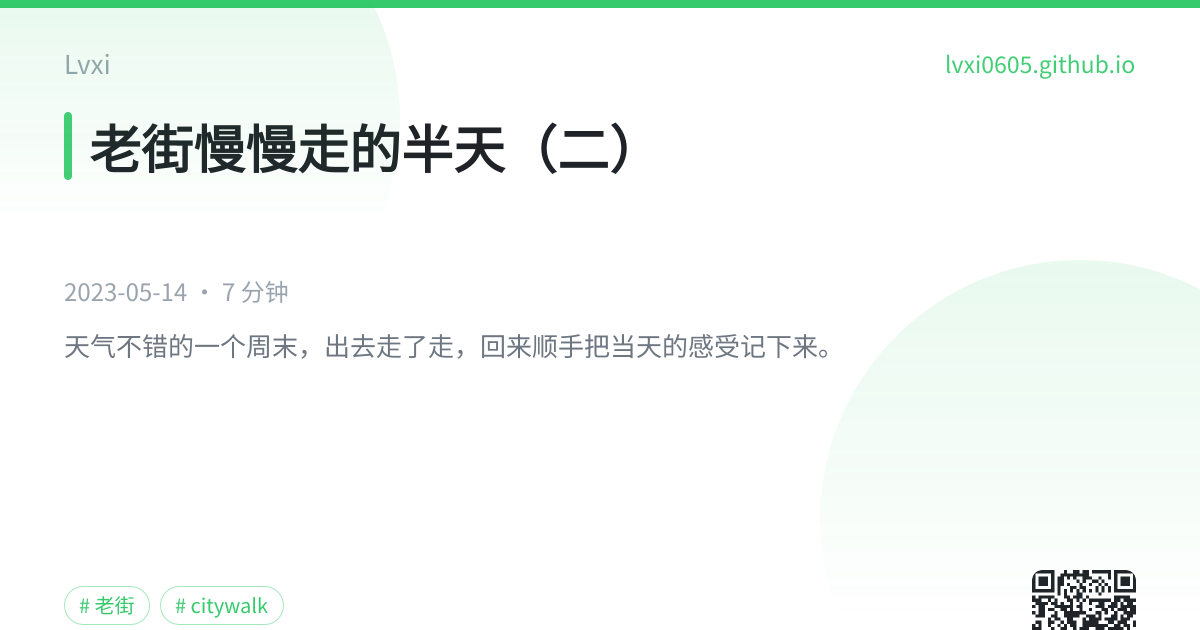 Lvxi
lvxi0605.github.io
老街慢慢走的半天（二）
2023-05-14 · 7 分钟
天气不错的一个周末，出去走了走，回来顺手把当天的感受记下来。
# 老街
# citywalk